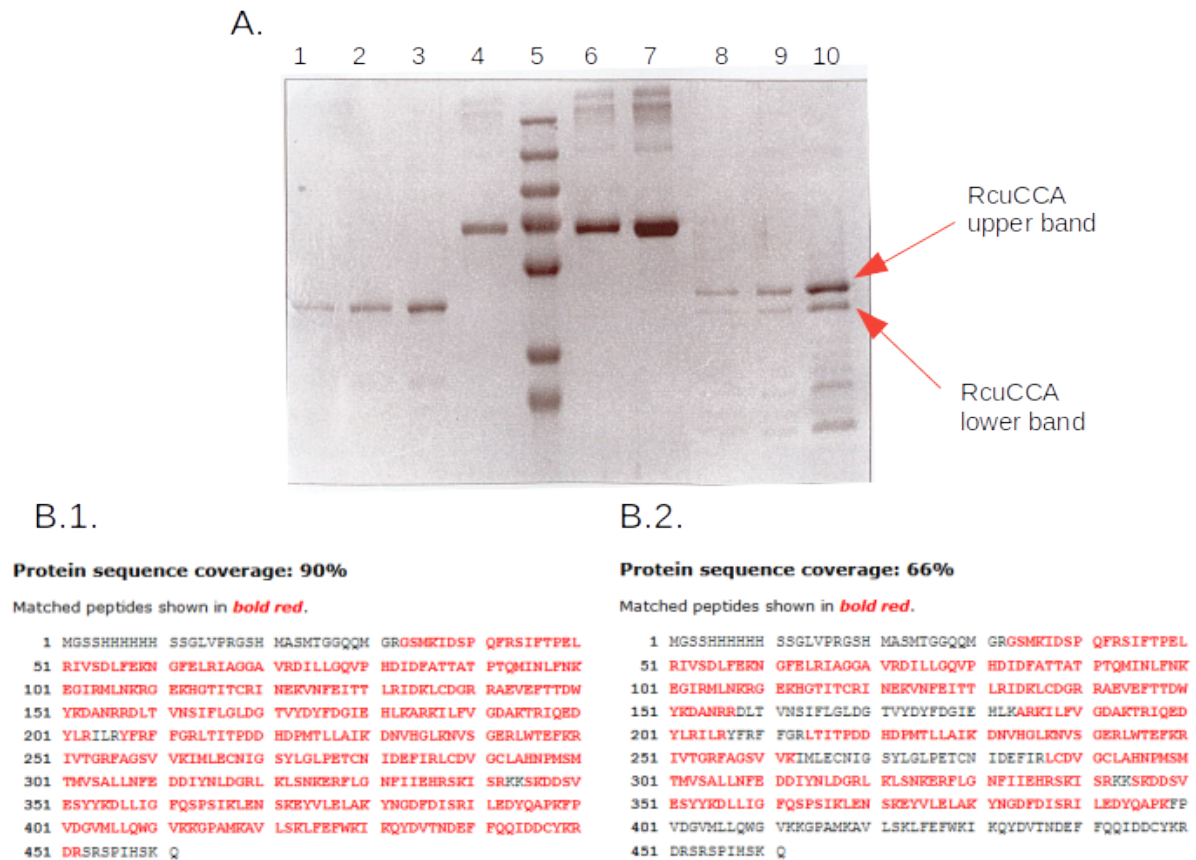 A.
1 2 3 4 5 6 7 8 9 10
RcuCCA
upper band
RcuCCA
lower band
B.1.
Protein sequence coverage: 90%
Matched peptides shown in bold red.
1 MGSSHHHHHH SSGLVPRGSH MASMTGGQQM GRGSMKIDSP QFRSIFTPEL
51 RIVSDLFEKN GFELRIAGGA VRDILLGQVP HDIDFATTAT PTQMINLFNK
101 EGIRMLNKRG EKHGTITCRI NEKVNFEITT LRIDKLCDGR RAEVEFTTDW
151 YKDANRRDLT VNSIFLGLDG TVYDYFDGIE HLKARKILFV GDAKTRIQED
201 YLRILRYFRF FGRLTITPDD HDPMTLLAIK DNVHGLKNVS GERLWTEFKR
251 IVTGRFAGSV VKIMLECNIG SYLGLPETCN IDEFIRLCDV GCLAHNPMSM
301 TMVSALLNFE DDIYNLDGRL KLSNKERFLG NFIIEHRSKI SRKKSKDDSV
351 ESYYKDLLIG FQSPSIKLEN SKEYVLELAK YNGDFDISRI LEDYQAPKFP
401 VDGVMLLQWG VKKGPAMKAV LSKLFEFWKI KQYDVTNDEF FQQIDDCYKR
451 DRSRSPIHSK Q
B.2.
Protein sequence coverage: 66%
Matched peptides shown in bold red.
1 MGSSHHHHHH SSGLVPRGSH MASMTGGQQM GRGSMKIDSP QFRSIFTPEL
51 RIVSDLFEKN GFELRIAGGA VRDILLGQVP HDIDFATTAT PTQMINLFNK
101 EGIRMLNKRG EKHGTITCRI NEKVNFEITT LRIDKLCDGR RAEVEFTTDW
151 YKDANRRDLT VNSIFLGLDG TVYDYFDGIE HLKARKILFV GDAKTRIQED
201 YLRILRYFRF FGRLTITPDD HDPMTLLAIK DNVHGLKNVS GERLWTEFKR
251 IVTGRFAGSV VKIMLECNIG SYLGLPETCN IDEFIRLCDV GCLAHNPMSM
301 TMVSALLNFE DDIYNLDGRL KLSNKERFLG NFIIEHRSKI SRKKSKDDSV
351 ESYYKDLLIG FQSPSIKLEN SKEYVLELAK YNGDFDISRI LEDYQAPKFP
401 VDGVMLLQWG VKKGPAMKAV LSKLFEFWKI KQYDVTNDEF FQQIDDCYKR
451 DRSRSPIHSK Q